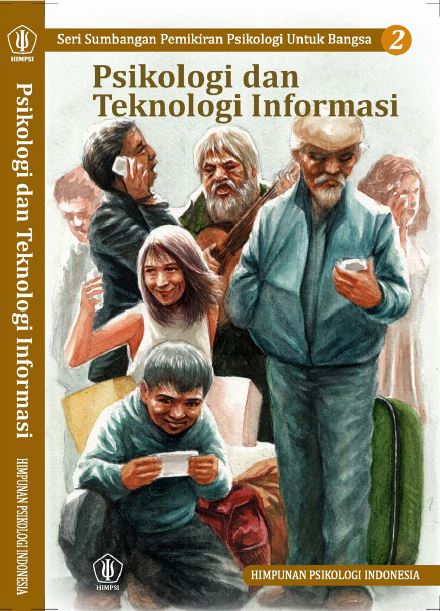 HIMPSI
Seri Sumbangan Pemikiran Psikologi Untuk Bangsa 2
Psikologi dan
Teknologi Informasi
Psikologi dan Teknologi Informasi
HIMPUNAN PSIKOLOGI INDONESIA
HIMPSI
HIMPUNAN PSIKOLOGI INDONESIA